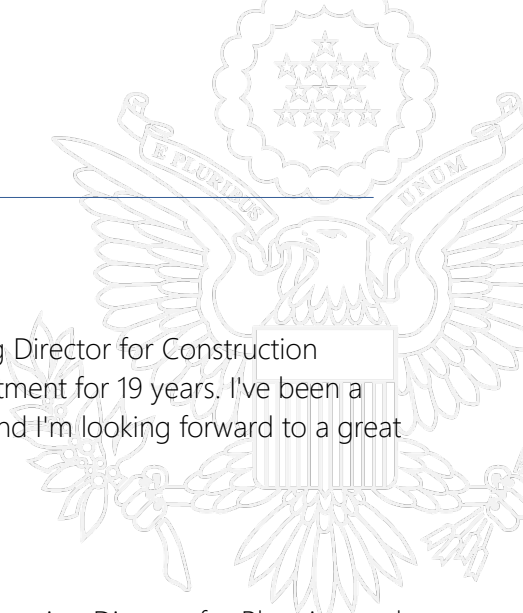 E PLURIBUS UNUM
g Director for Construction
tment for 19 years. I've been a
nd I'm looking forward to a great